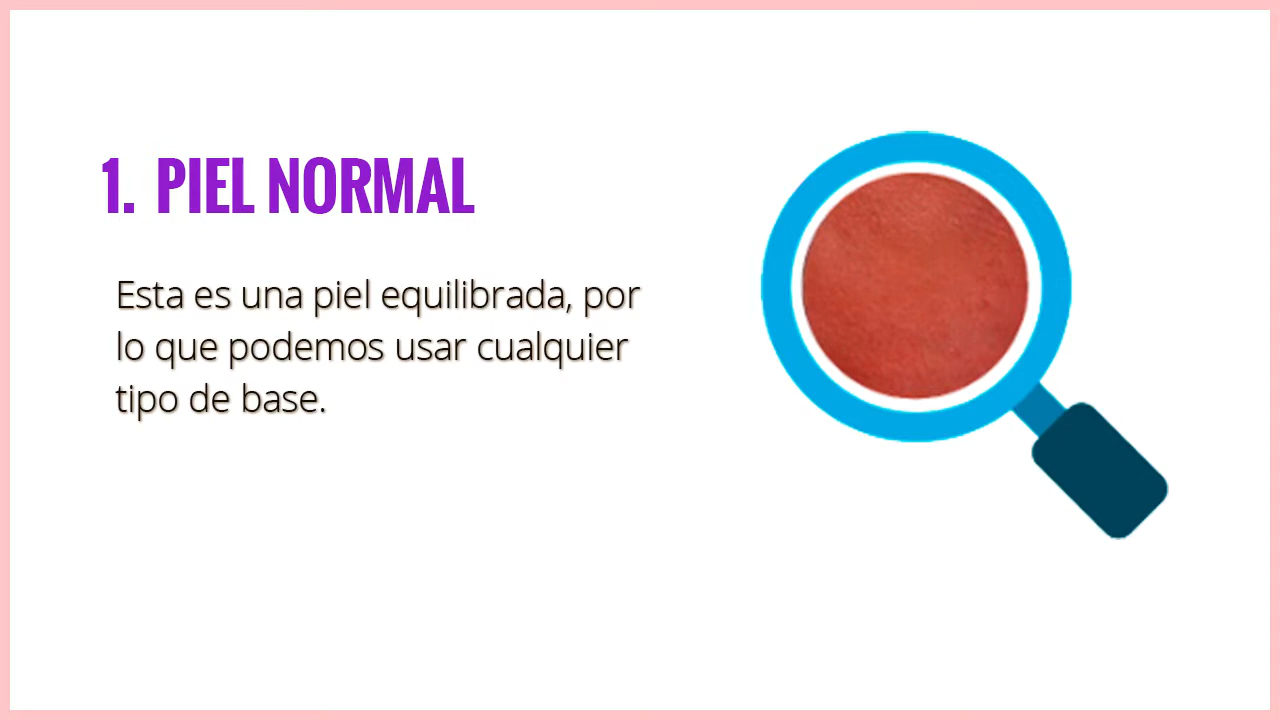 1. PIEL NORMAL
Esta es una piel equilibrada, por
lo que podemos usar cualquier
tipo de base.